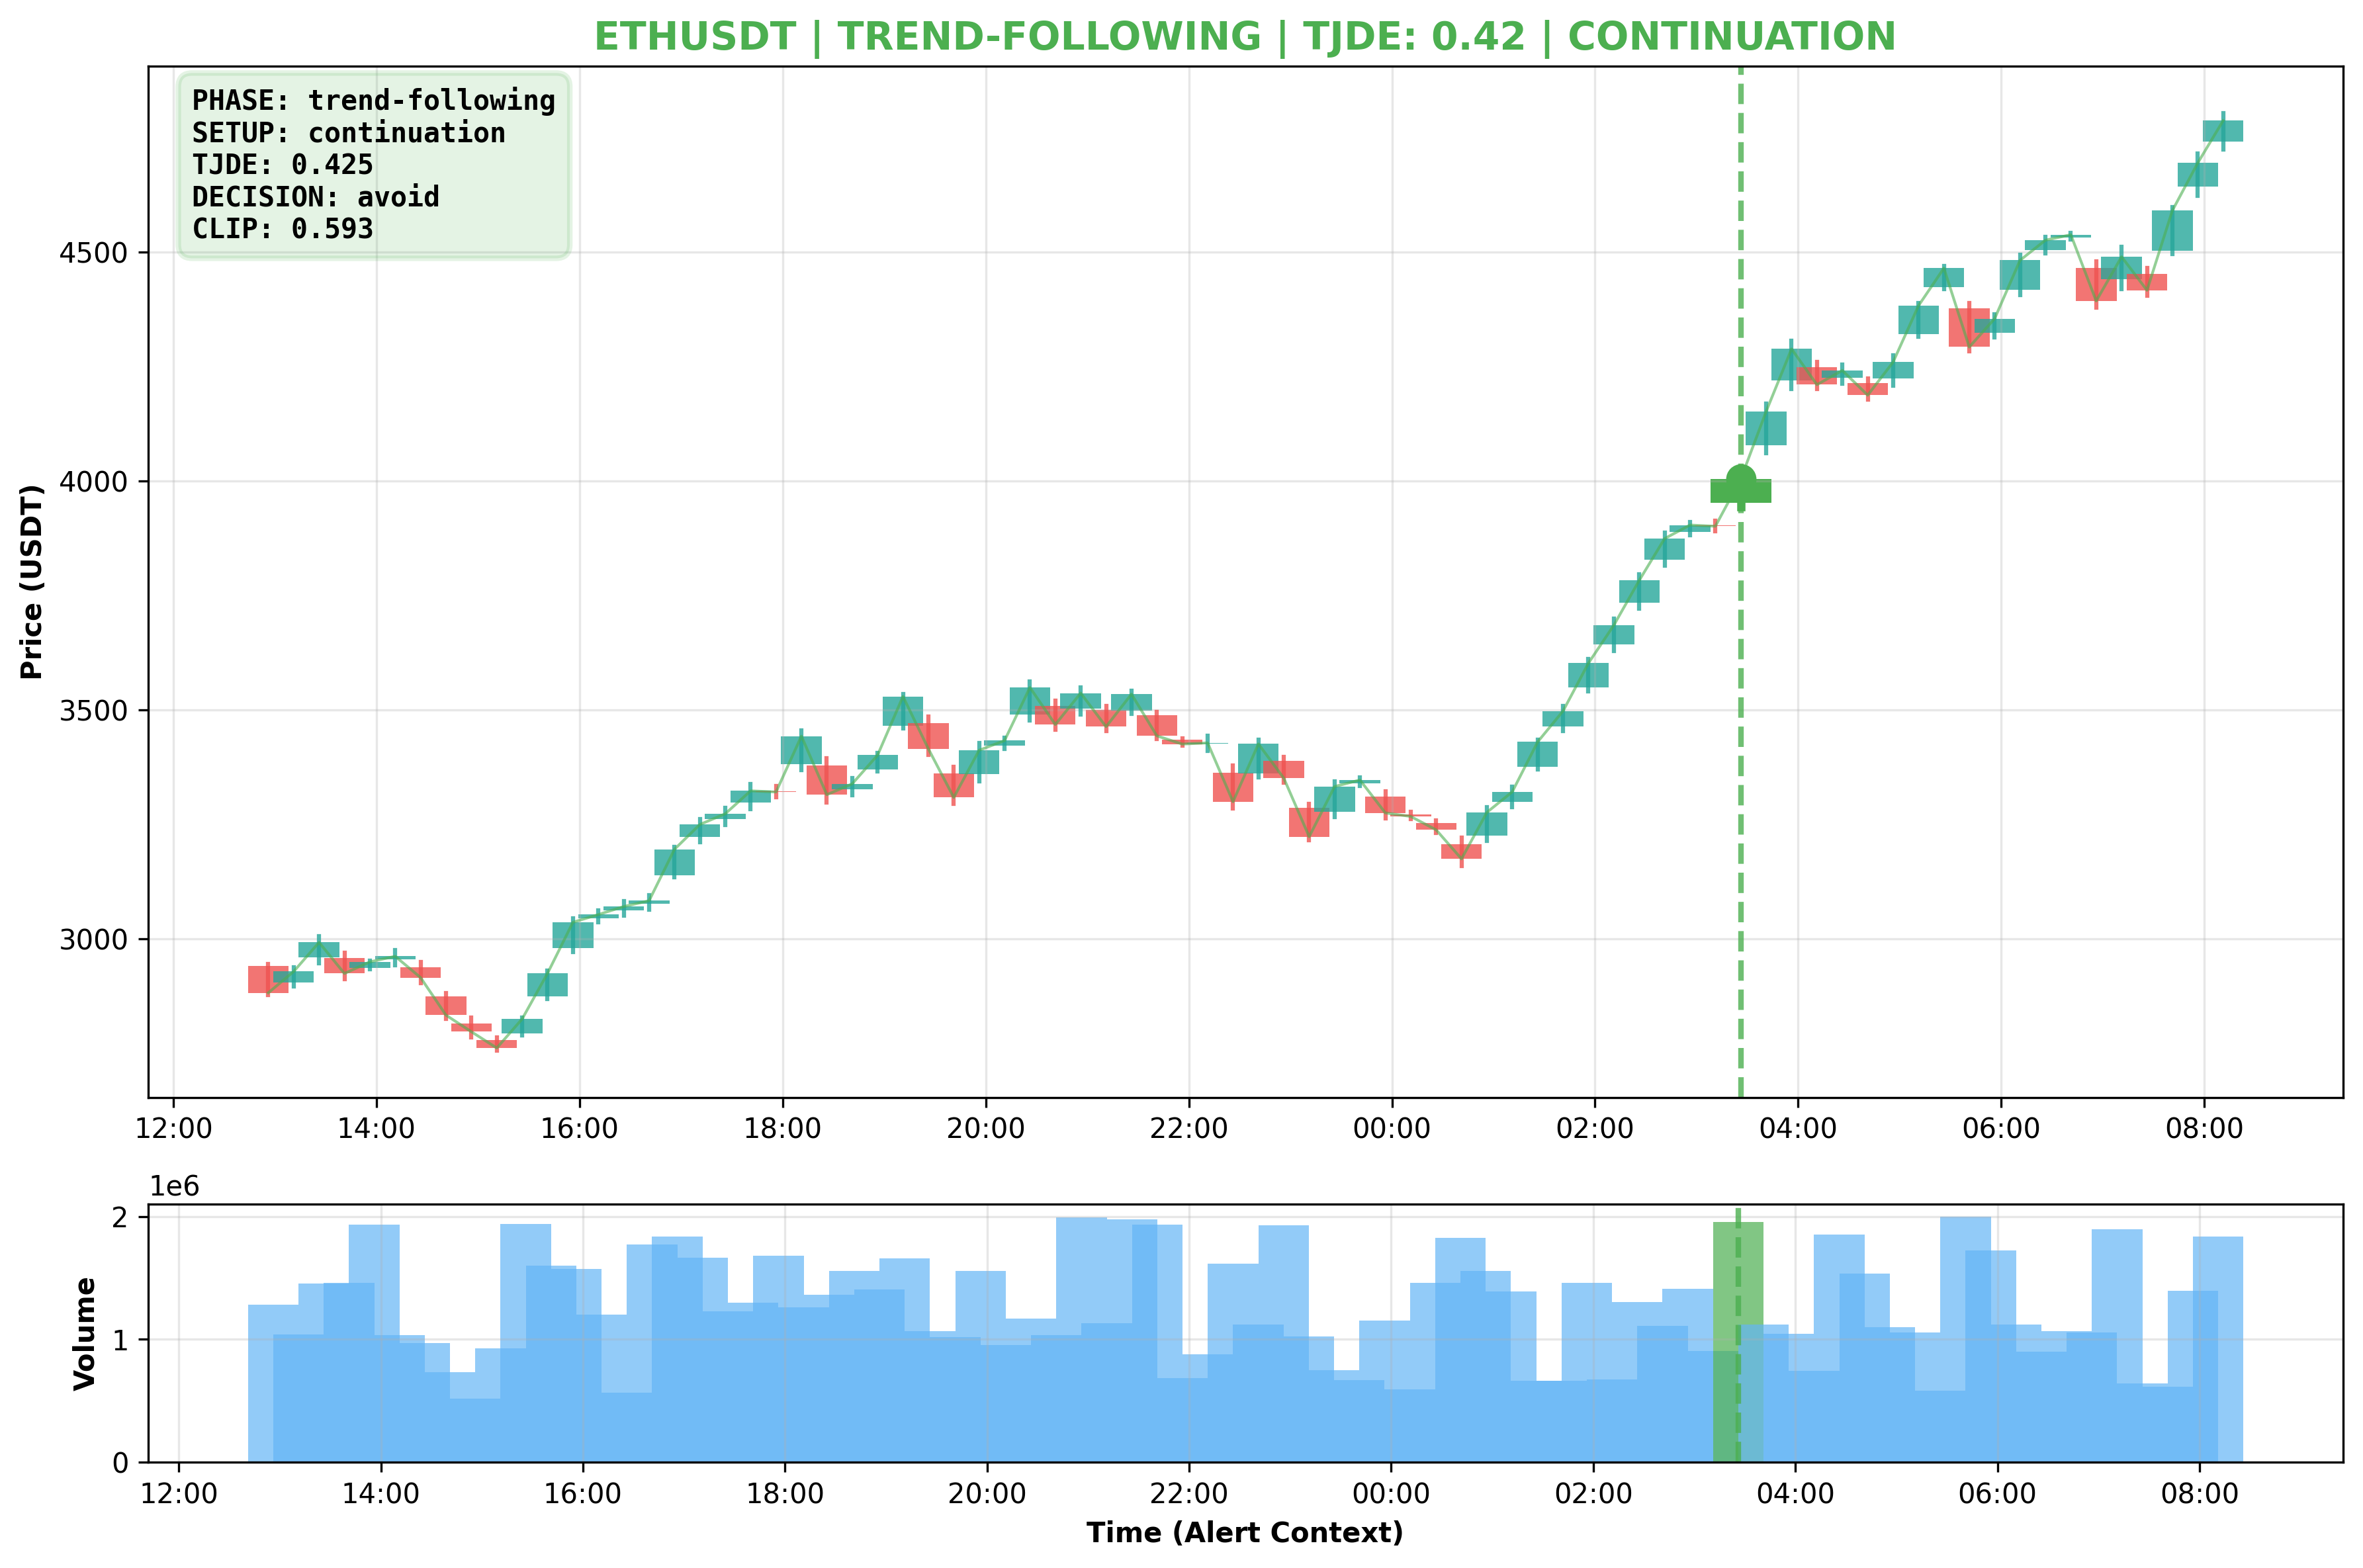 ETHUSDT | TREND-FOLLOWING | TJDE: 0.42 | CONTINUATION
PHASE: trend-following
SETUP: continuation
TJDE: 0.425
DECISION: avoid
CLIP: 0.593
Price (USDT)
4500
4000
3500
3000
12:00 14:00 16:00 18:00 20:00 22:00 00:00 02:00 04:00 06:00 08:00
1e6
Volume
2
1
0
12:00 14:00 16:00 18:00 20:00 22:00 00:00 02:00 04:00 06:00 08:00
Time (Alert Context)